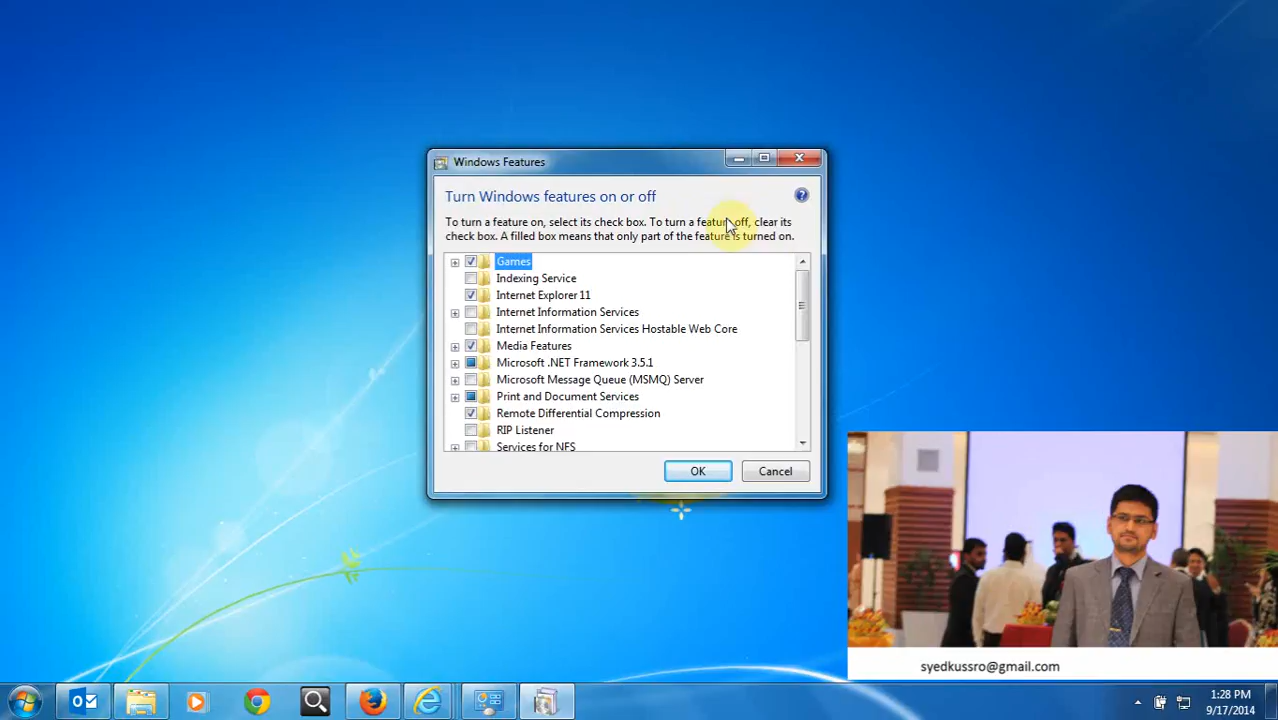 Windows Features
Turn Windows features on or off
To turn a feature on, select its check box. To turn a feature off, clear its
check box. A filled box means that only part of the feature is turned on.
Games
Indexing Service
Internet Explorer 11
Internet Information Services
Internet Information Services Hostable Web Core
Media Features
Microsoft .NET Framework 3.5.1
Microsoft Message Queue (MSMQ) Server
Print and Document Services
Remote Differential Compression
RIP Listener
Services for NFS
OK
Cancel
syedkussro@gmail.com
1:28 PM
9/17/2014